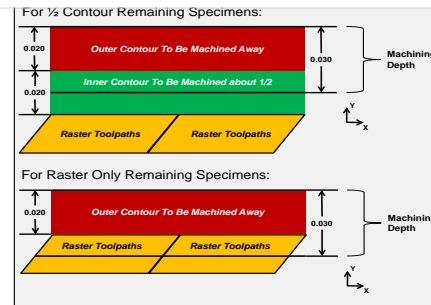 For ½ Contour Remaining Specimens:
0.020
Outer Contour To Be Machined Away
0.030
Machining
Depth
0.020
Inner Contour To Be Machined about 1/2
Y
X
Raster Toolpaths
Raster Toolpaths
For Raster Only Remaining Specimens:
0.020
Outer Contour To Be Machined Away
0.030
Machining
Depth
Raster Toolpaths
Raster Toolpaths
Y
X